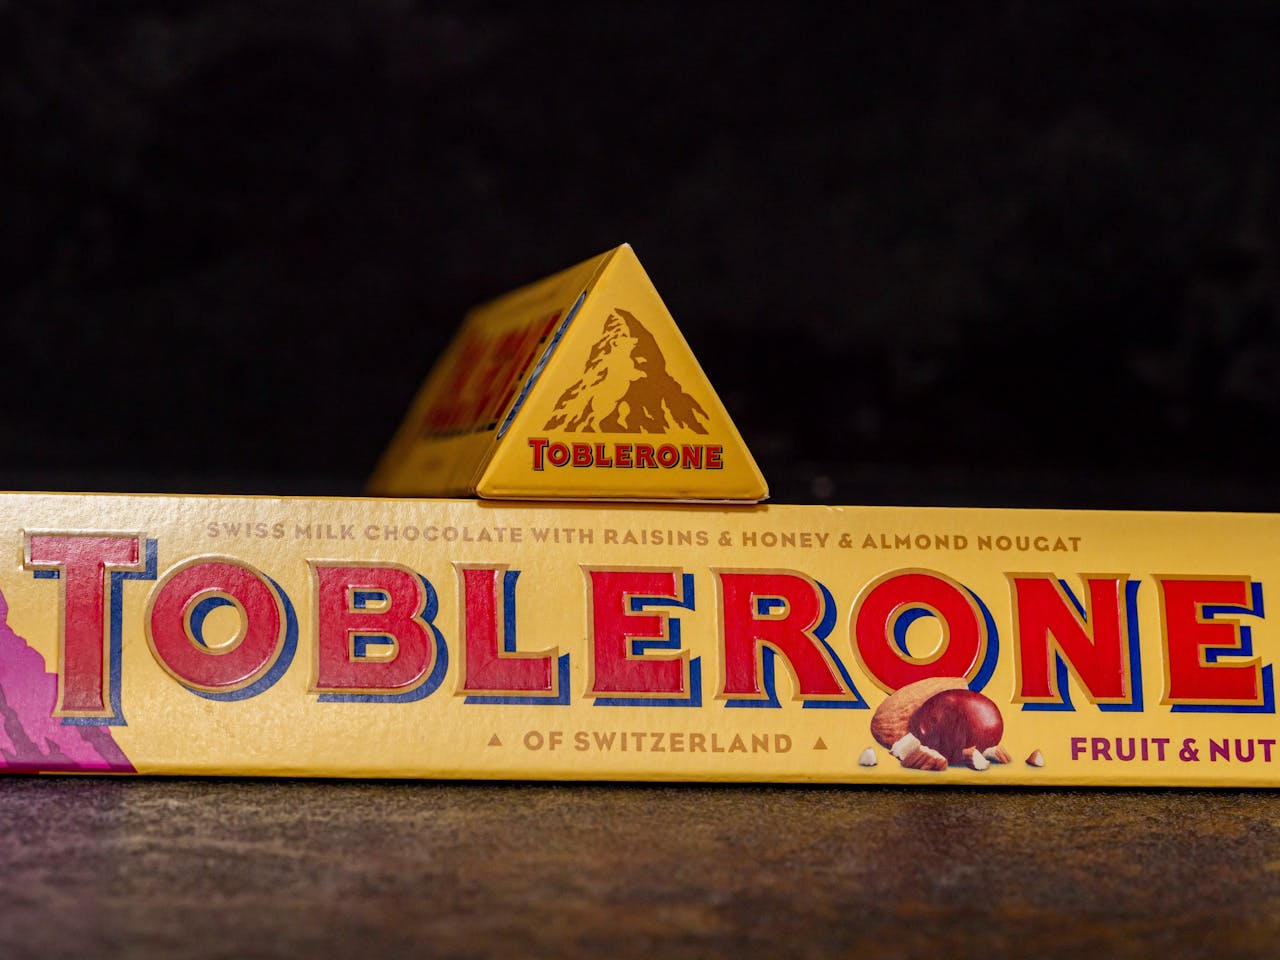 TOBLERONE
SWISS MILK CHOCOLATE WITH RAISINS & HONEY & ALMOND NOUGAT
TOBLERONE
▲ OF SWITZERLAND ▲
FRUIT & NUT